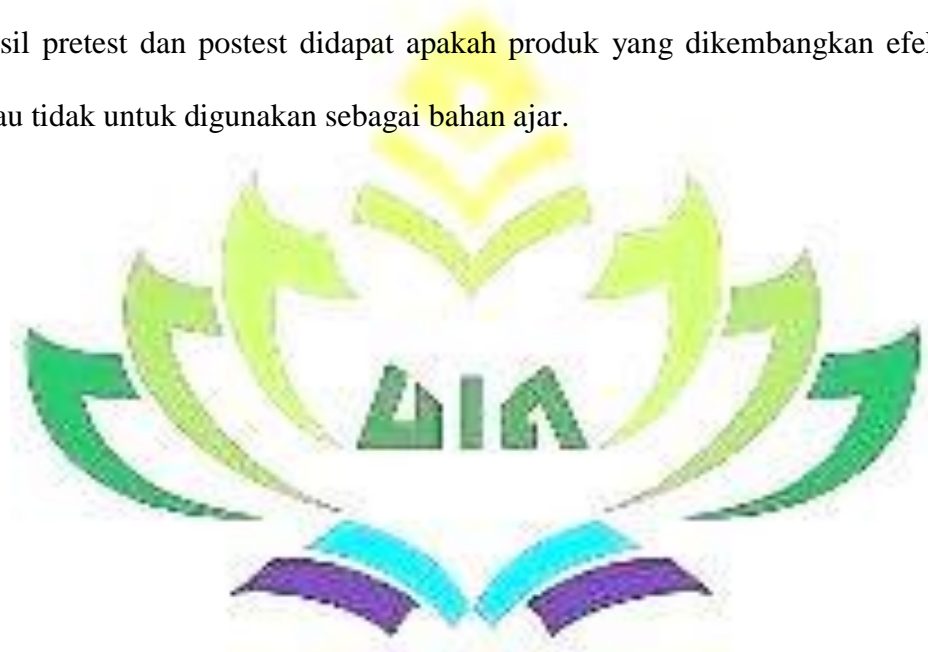 sil pretest dan postest didapat apakah produk yang dikembangkan efe
au tidak untuk digunakan sebagai bahan ajar.
UIN